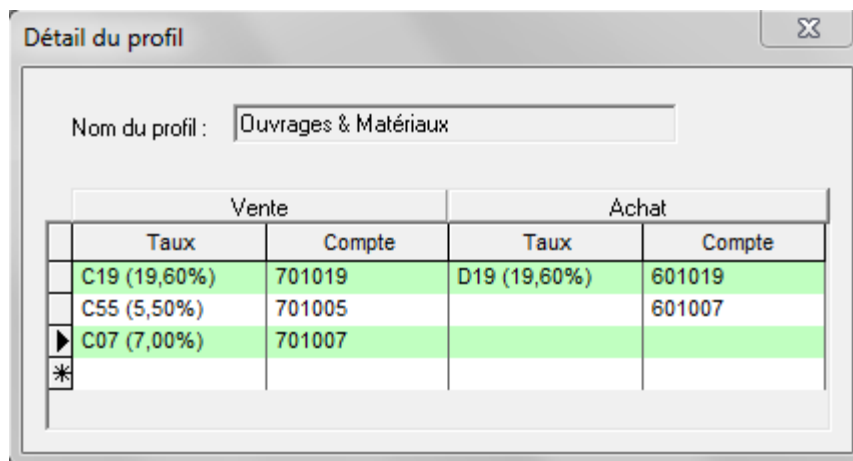 Détail du profil
Nom du profil : Ouvrages & Matériaux
Vente Achat
Taux Compte Taux Compte
C19 (19,60%) 701019 D19 (19,60%) 601019
C55 (5,50%) 701005 601007
C07 (7,00%) 701007